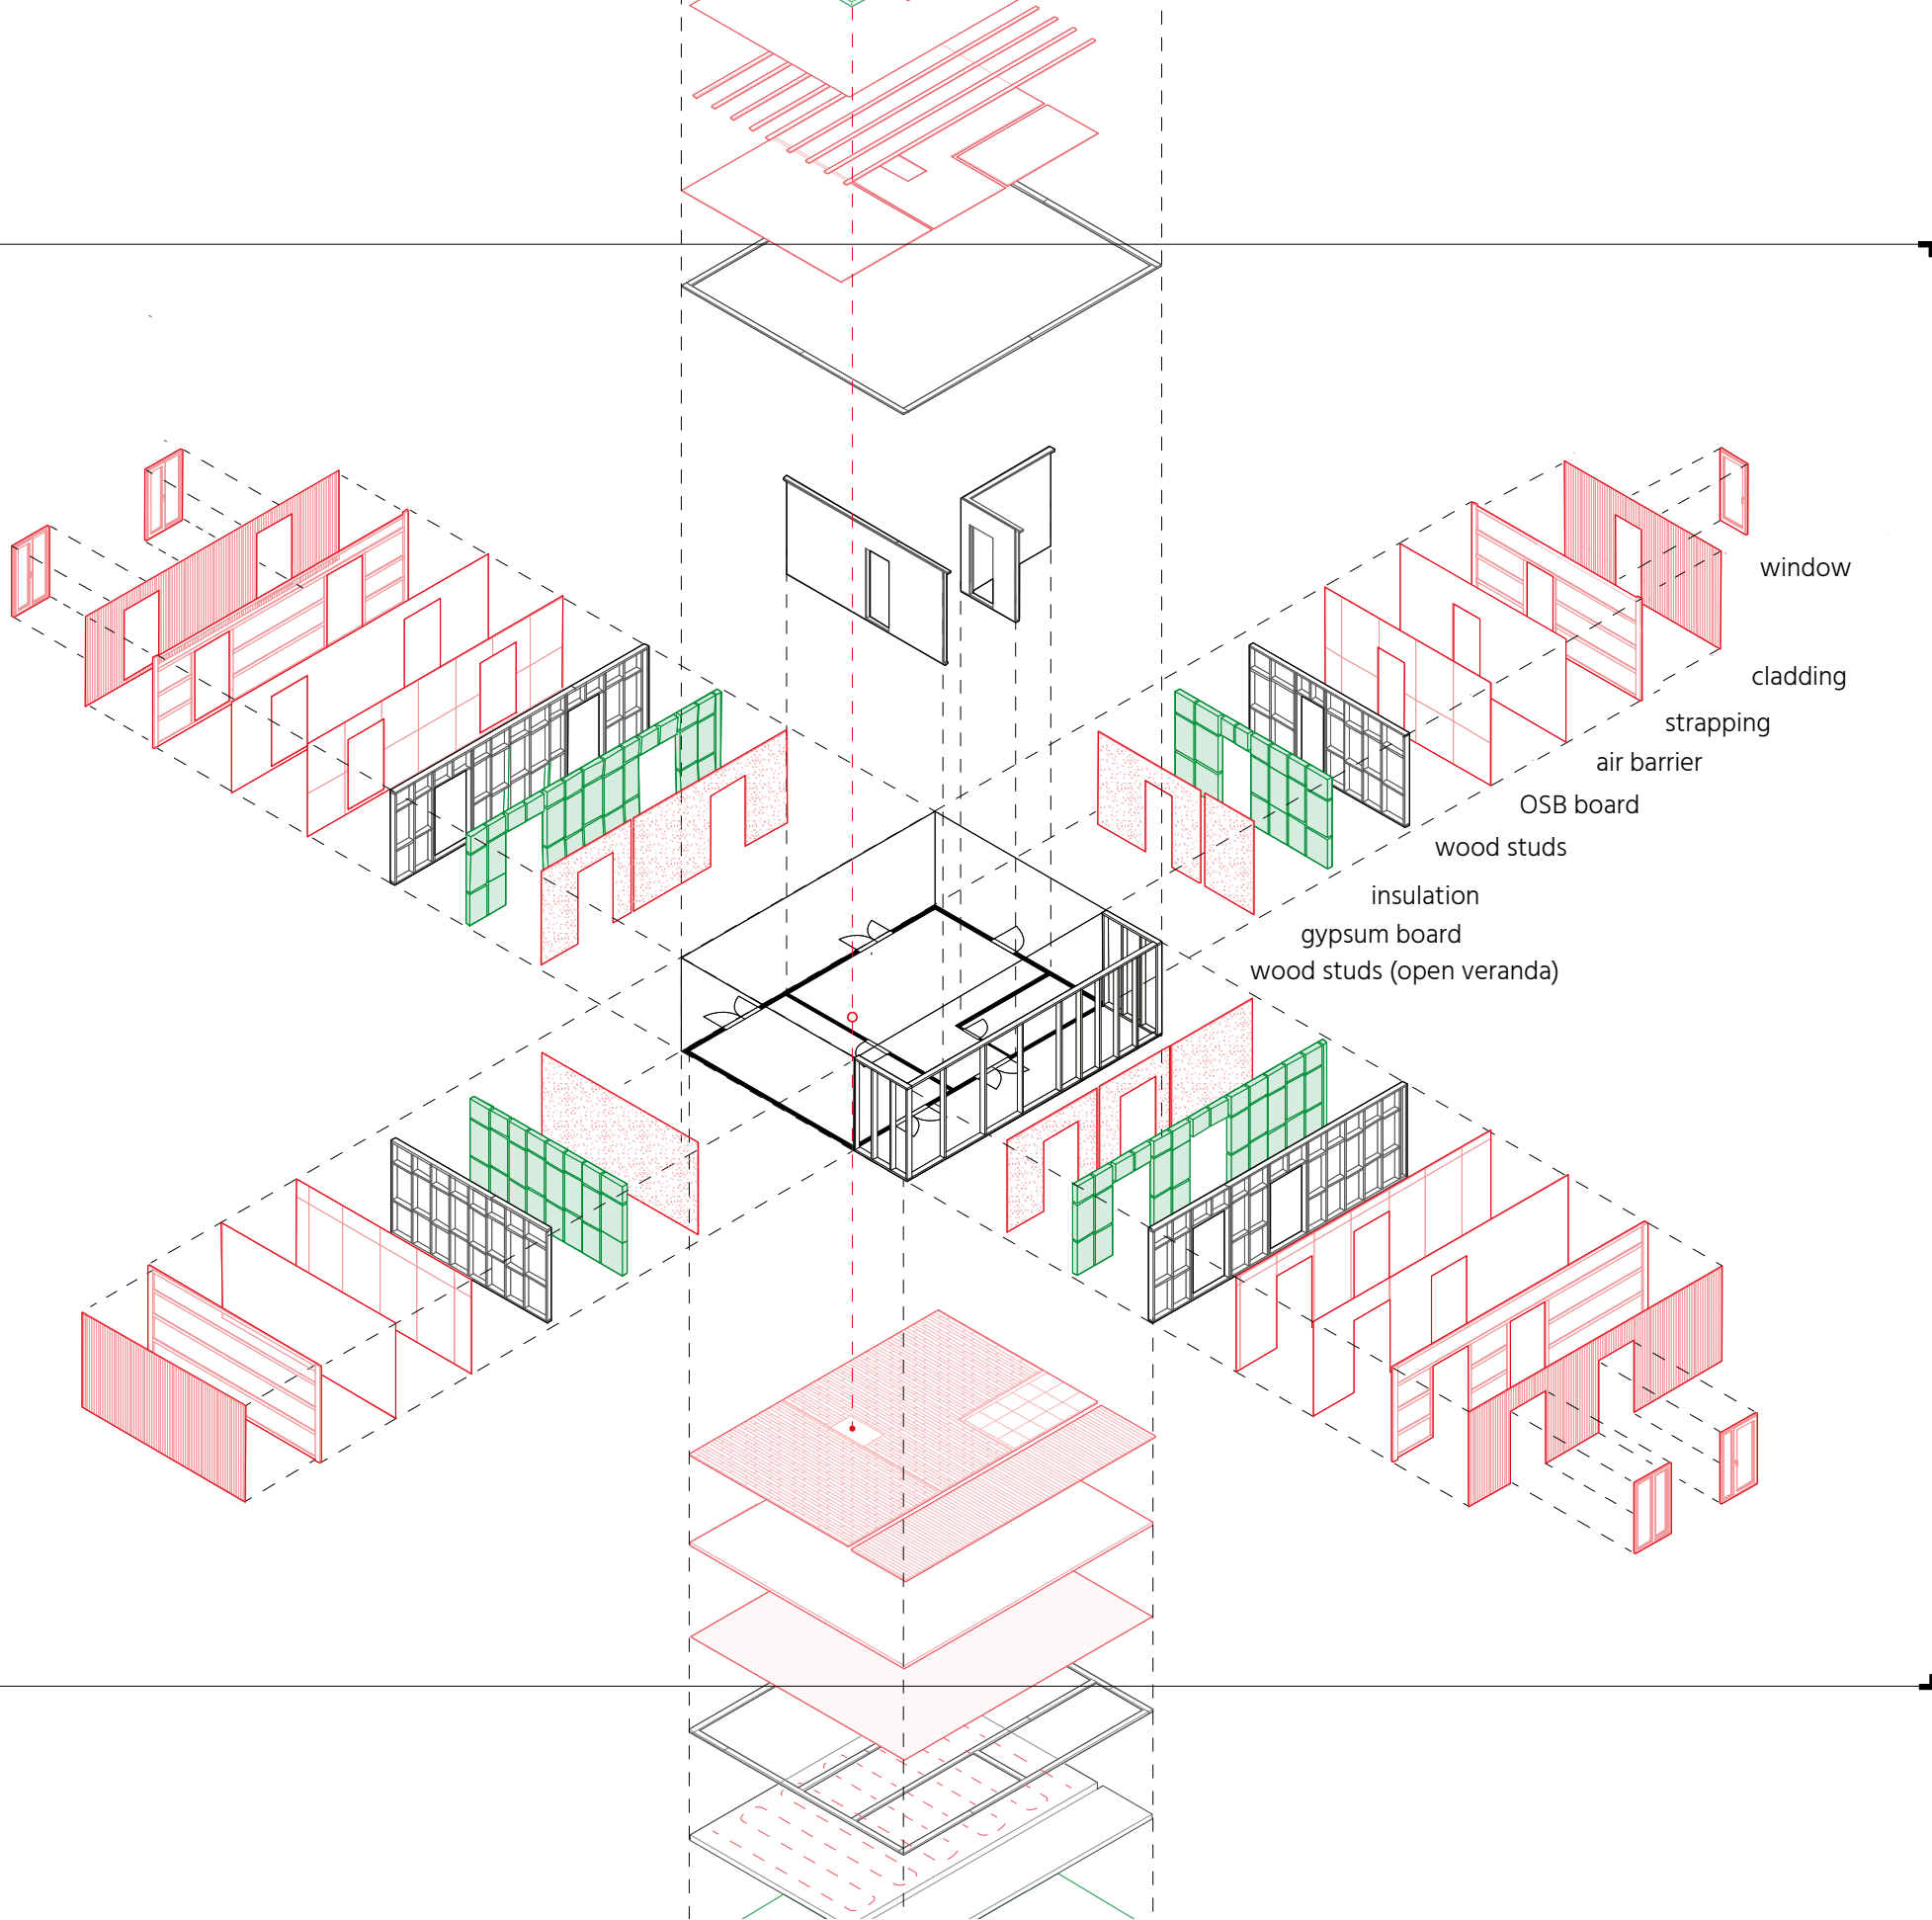 window
cladding
strapping
air barrier
OSB board
wood studs
insulation
gypsum board
wood studs (open veranda)